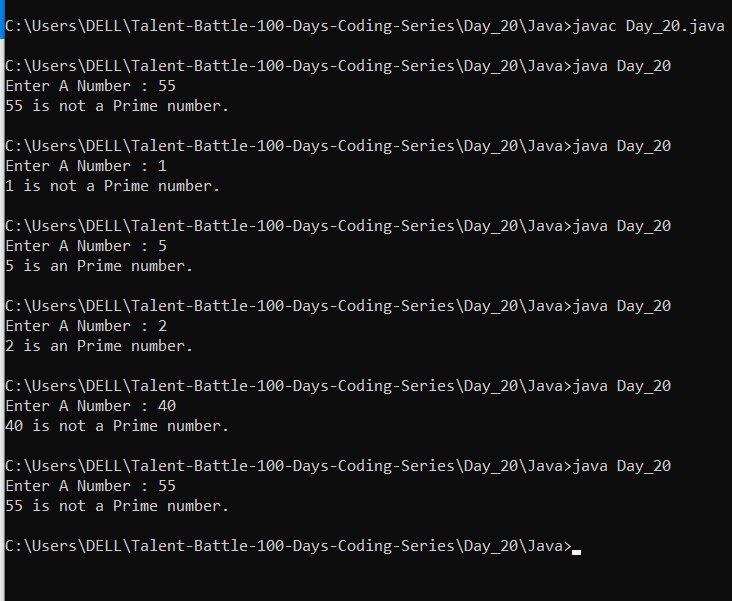 C:\Users\DELL\Talent-Battle-100-Days-Coding-Series\Day_20\Java>javac Day_20.java
C:\Users\DELL\Talent-Battle-100-Days-Coding-Series\Day_20\Java>java Day_20
Enter A Number : 55
55 is not a Prime number.
C:\Users\DELL\Talent-Battle-100-Days-Coding-Series\Day_20\Java>java Day_20
Enter A Number : 1
1 is not a Prime number.
C:\Users\DELL\Talent-Battle-100-Days-Coding-Series\Day_20\Java>java Day_20
Enter A Number : 5
5 is an Prime number.
C:\Users\DELL\Talent-Battle-100-Days-Coding-Series\Day_20\Java>java Day_20
Enter A Number : 2
2 is an Prime number.
C:\Users\DELL\Talent-Battle-100-Days-Coding-Series\Day_20\Java>java Day_20
Enter A Number : 40
40 is not a Prime number.
C:\Users\DELL\Talent-Battle-100-Days-Coding-Series\Day_20\Java>java Day_20
Enter A Number : 55
55 is not a Prime number.
C:\Users\DELL\Talent-Battle-100-Days-Coding-Series\Day_20\Java>